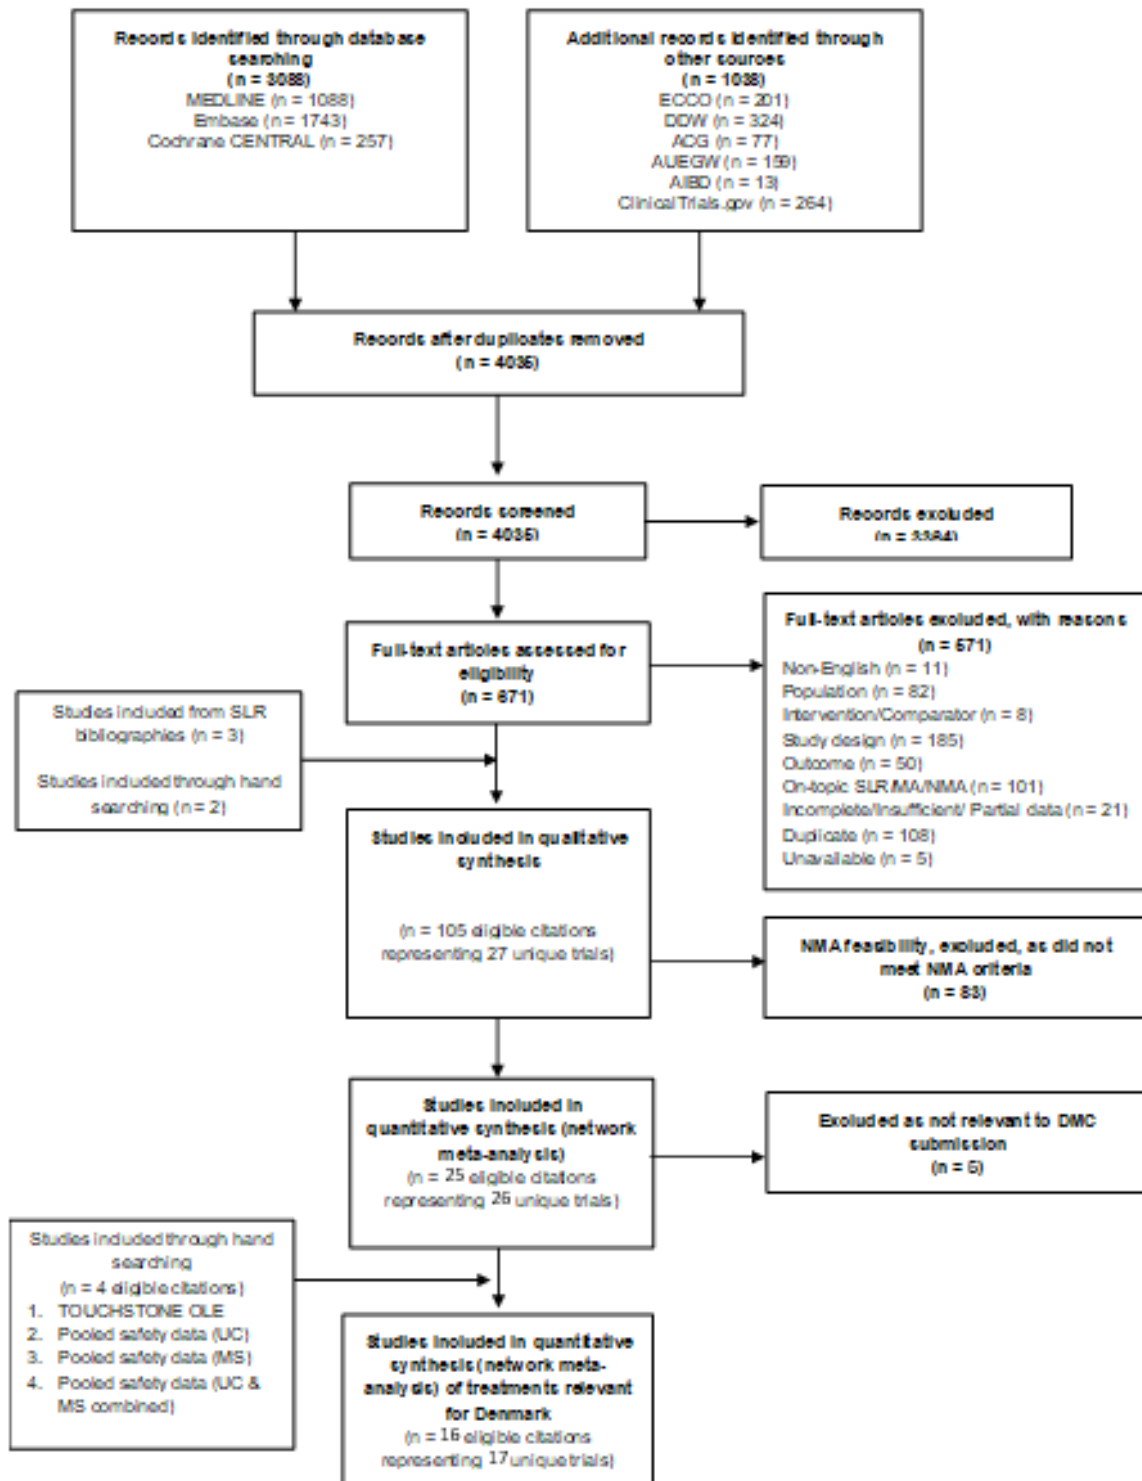 Records identified through database
searching
(n = 3088)
MEDLINE (n = 1088)
Embase (n = 1743)
Cochrane CENTRAL (n = 257)
Additional records identified through
other sources
(n = 1038)
ECCO (n = 201)
DDW (n = 324)
ACG (n = 77)
AUEGW (n = 159)
AIBD (n = 13)
ClinicalTrials.gov (n = 264)
Records after duplicates removed
(n = 4035)
Records screened
(n = 4035)
Records excluded
(n = 3364)
Full-text articles assessed for
eligibility
(n = 671)
Full-text articles excluded, with reasons
(n = 571)
Non-English (n = 11)
Population (n = 82)
Intervention/Comparator (n = 8)
Study design (n = 185)
Outcome (n = 50)
On-topic SLR/MA/NMA (n = 101)
Incomplete/Insufficient/ Partial data (n = 21)
Duplicate (n = 108)
Unavailable (n = 5)
Studies included from SLR
bibliographies (n = 3)
Studies included through hand
searching (n = 2)
Studies included in qualitative
synthesis
(n = 105 eligible citations
representing 27 unique trials)
NMA feasibility, excluded, as did not
meet NMA criteria
(n = 83)
Studies included in
quantitative synthesis (network
meta-analysis)
(n = 25 eligible citations
representing 26 unique trials)
Excluded as not relevant to DMC
submission
(n = 5)
Studies included through hand
searching
(n = 4 eligible citations)
1. TOUCHSTONE OLE
2. Pooled safety data (UC)
3. Pooled safety data (MS)
4. Pooled safety data (UC &
MS combined)
Studies included in quantitative
synthesis (network meta-
analysis) of treatments relevant
for Denmark
(n = 16 eligible citations
representing 17 unique trials)